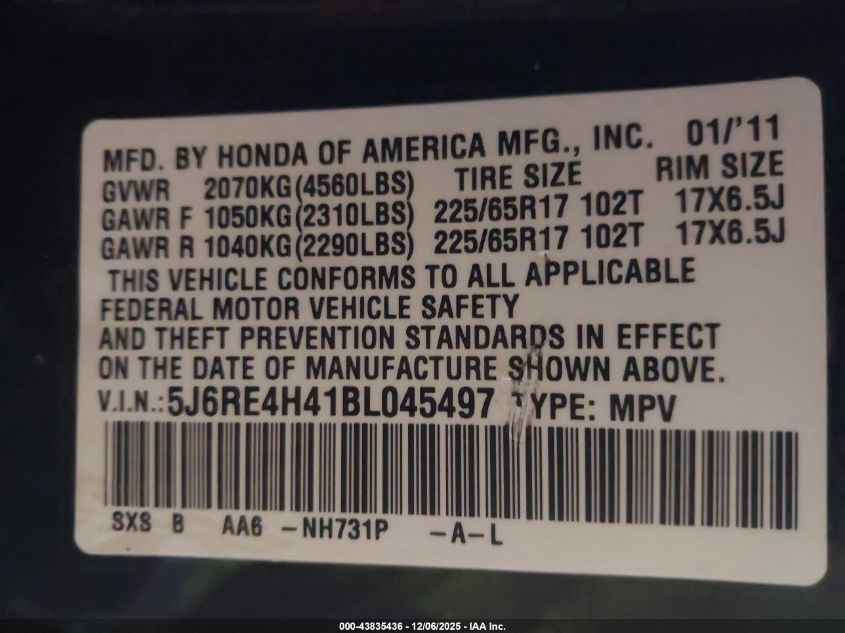 MFD. BY HONDA OF AMERICA MFG., INC. 01/'11
GVWR 2070KG(4560LBS) TIRE SIZE RIM SIZE
GAWR F 1050KG(2310LBS) 225/65R17 102T 17X6.5J
GAWR R 1040KG(2290LBS) 225/65R17 102T 17X6.5J
THIS VEHICLE CONFORMS TO ALL APPLICABLE
FEDERAL MOTOR VEHICLE SAFETY
AND THEFT PREVENTION STANDARDS IN EFFECT
ON THE DATE OF MANUFACTURE SHOWN ABOVE.
V.I.N.: 5J6RE4H41BL045497 TYPE: MPV
SXS B AA6 -NH731P -A-L
000-43835436 - 12/06/2025 - IAA Inc.